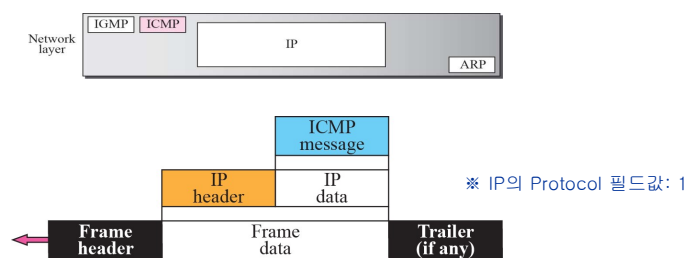 IGMP ICMP
Network
layer
IP
ARP
ICMP
message
IP
header
IP
data
※ IP의 Protocol 필드값: 1
Frame
header
Frame
data
Trailer
(if any)